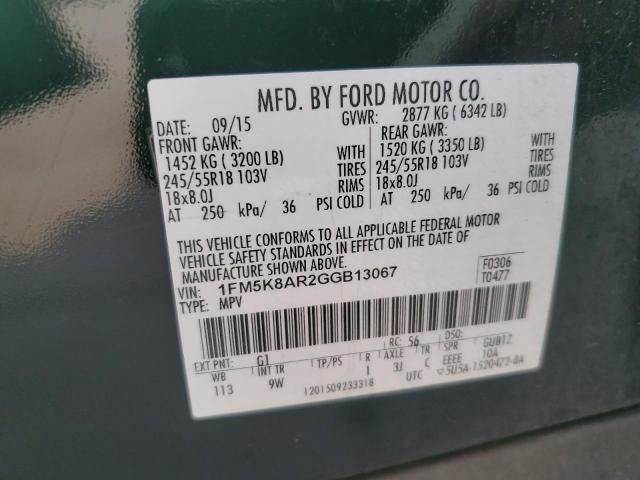 MFD. BY FORD MOTOR CO.
DATE: 09/15 GVWR: 2877 KG ( 6342 LB)
FRONT GAWR: REAR GAWR:
1452 KG ( 3200 LB) WITH 1520 KG ( 3350 LB) WITH
245/55R18 103V TIRES 245/55R18 103V TIRES
18x8.0J RIMS 18x8.0J RIMS
AT 250 kPa/ 36 PSI COLD AT 250 kPa/ 36 PSI COLD
THIS VEHICLE CONFORMS TO ALL APPLICABLE FEDERAL MOTOR
VEHICLE SAFETY STANDARDS IN EFFECT ON THE DATE OF
MANUFACTURE SHOWN ABOVE.
VIN: 1FM5K8AR2GGB13067 F0306
TYPE: MPV T0477
EXT PNT: G1 RC: 56 DSO:
WB INT TR TP/PS R AXLE TR SPR GUB1Z
113 9W 1 3J C EEEE 10A
1201509233318 UTC 5U5A-1520472-BA